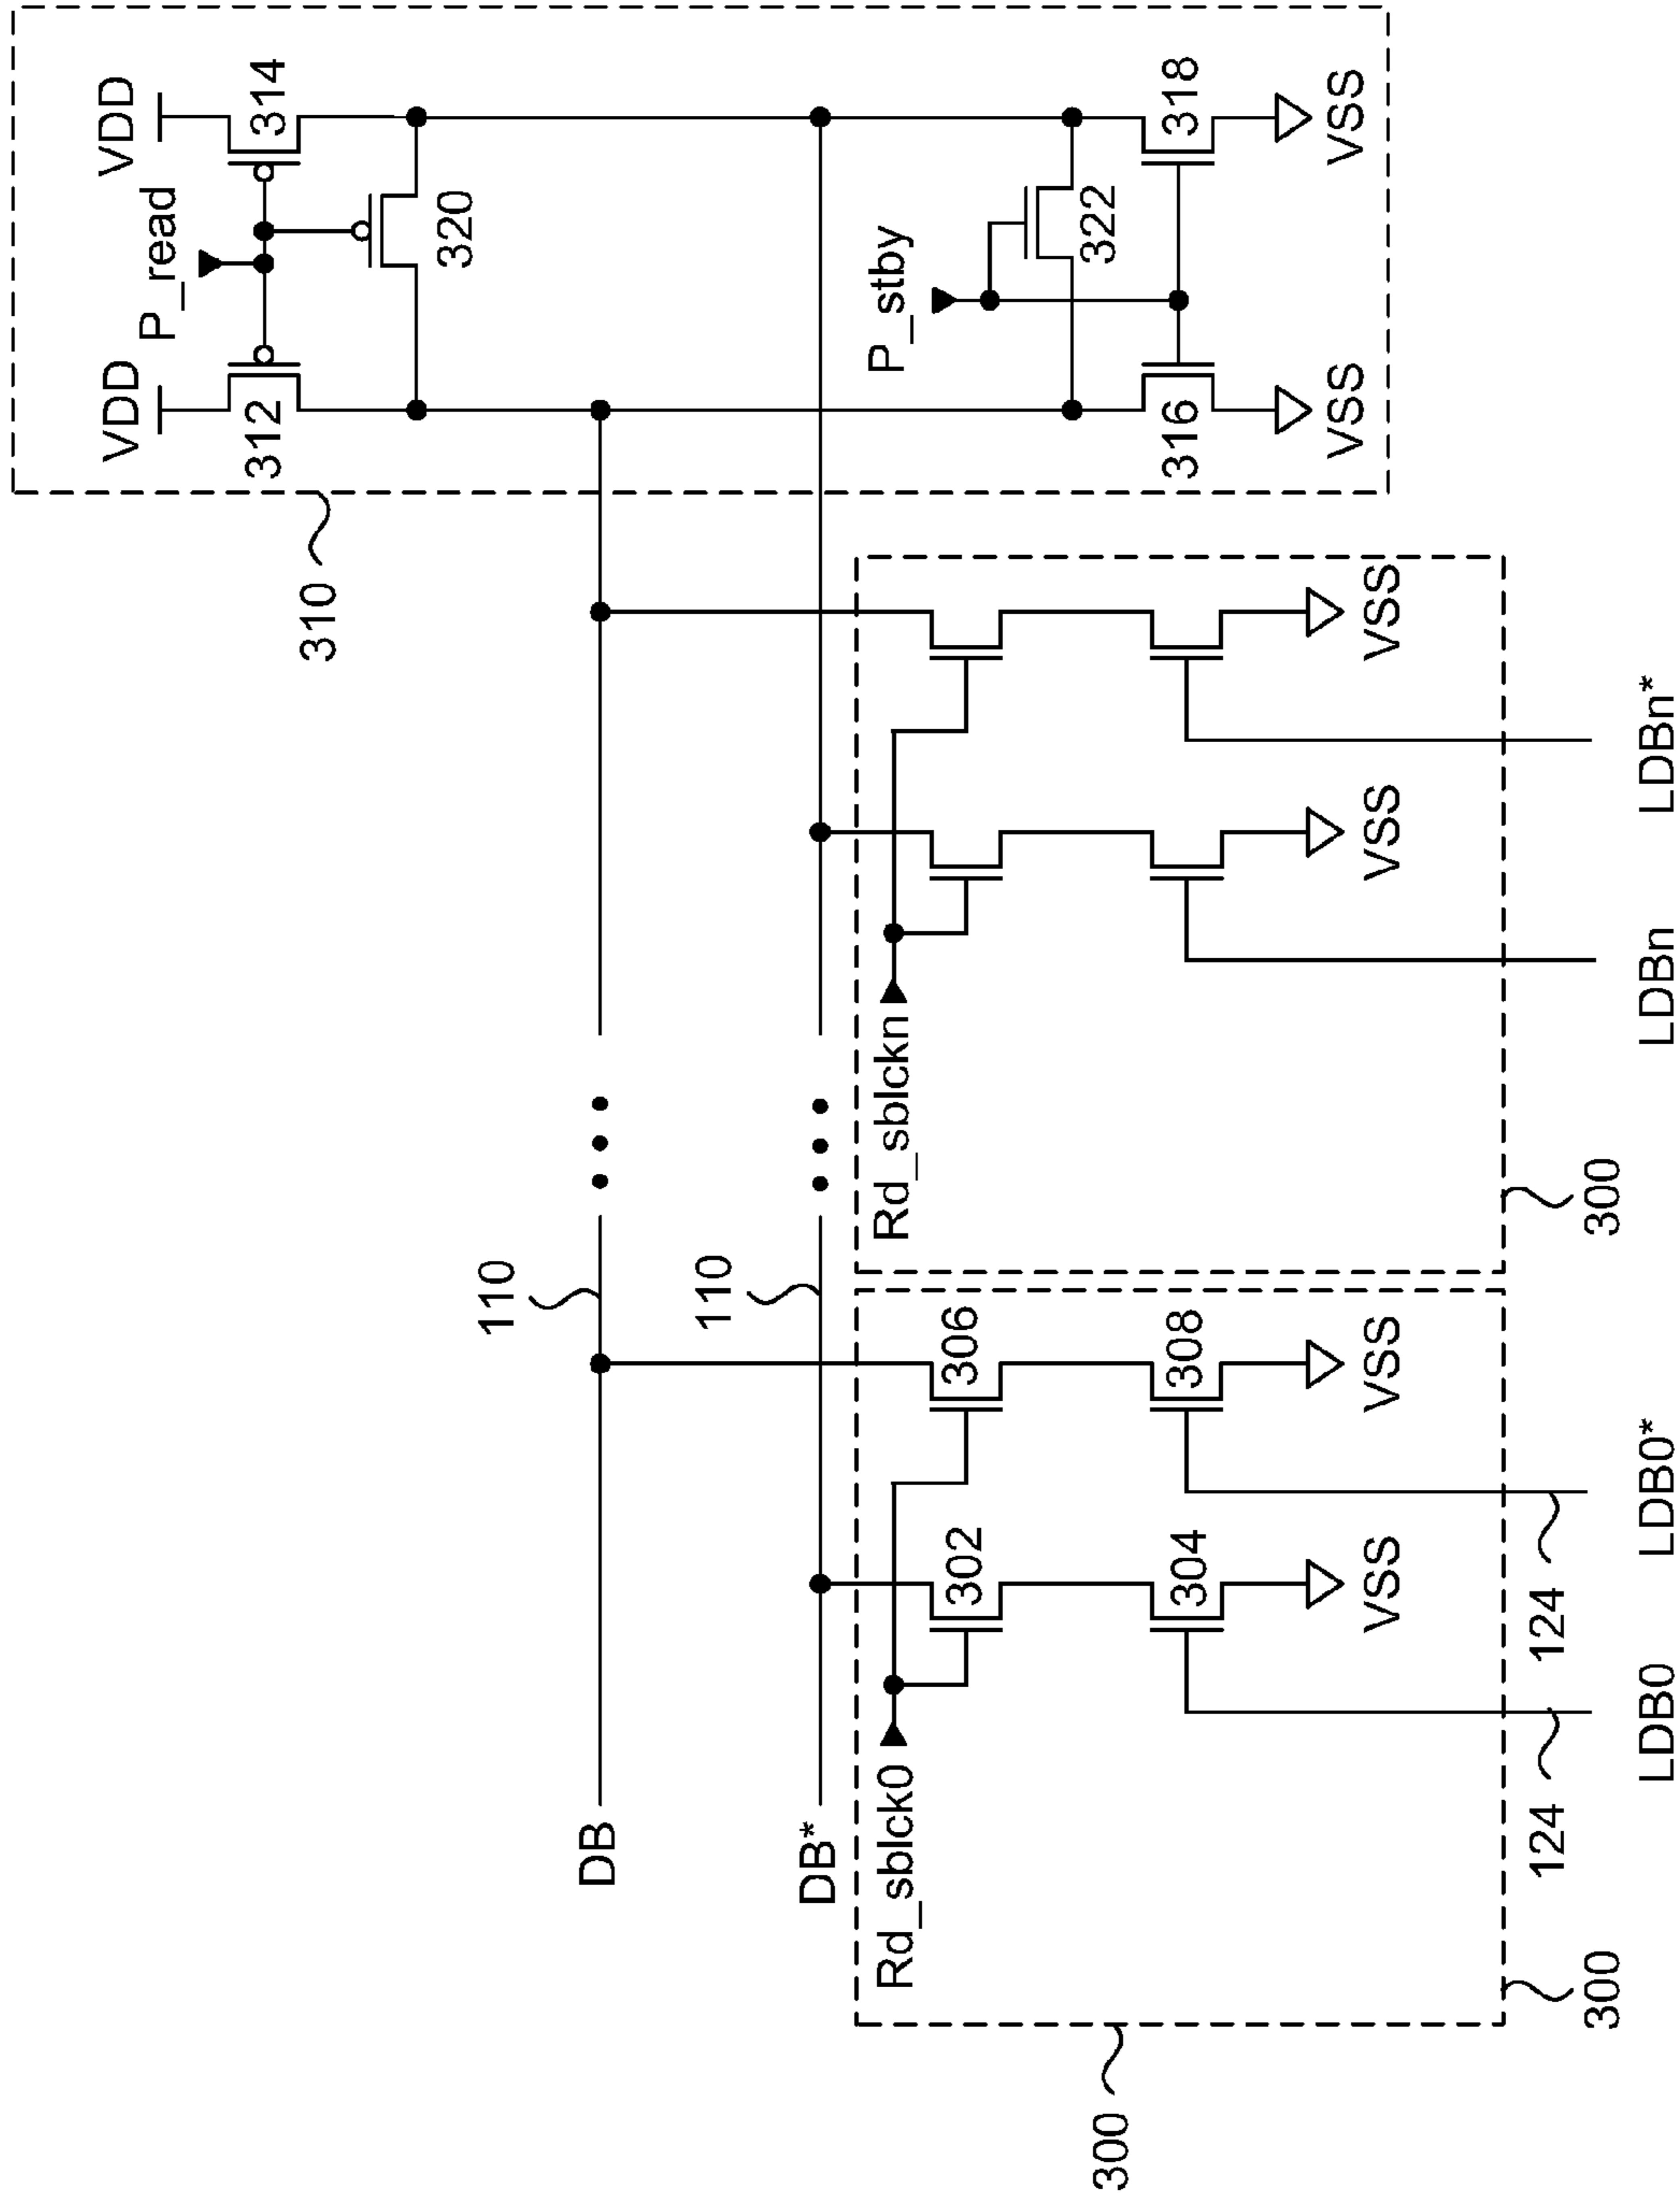 310
VDD
VDD
P_read
312
314
320
P_stby
322
316
318
VSS
VSS
110
110
DB
DB*
Rd_sblck0
302
306
304
308
VSS
VSS
Rd_sblckn
VSS
VSS
300
300
300
124
124
LDB0
LDB0*
LDBn
LDBn*